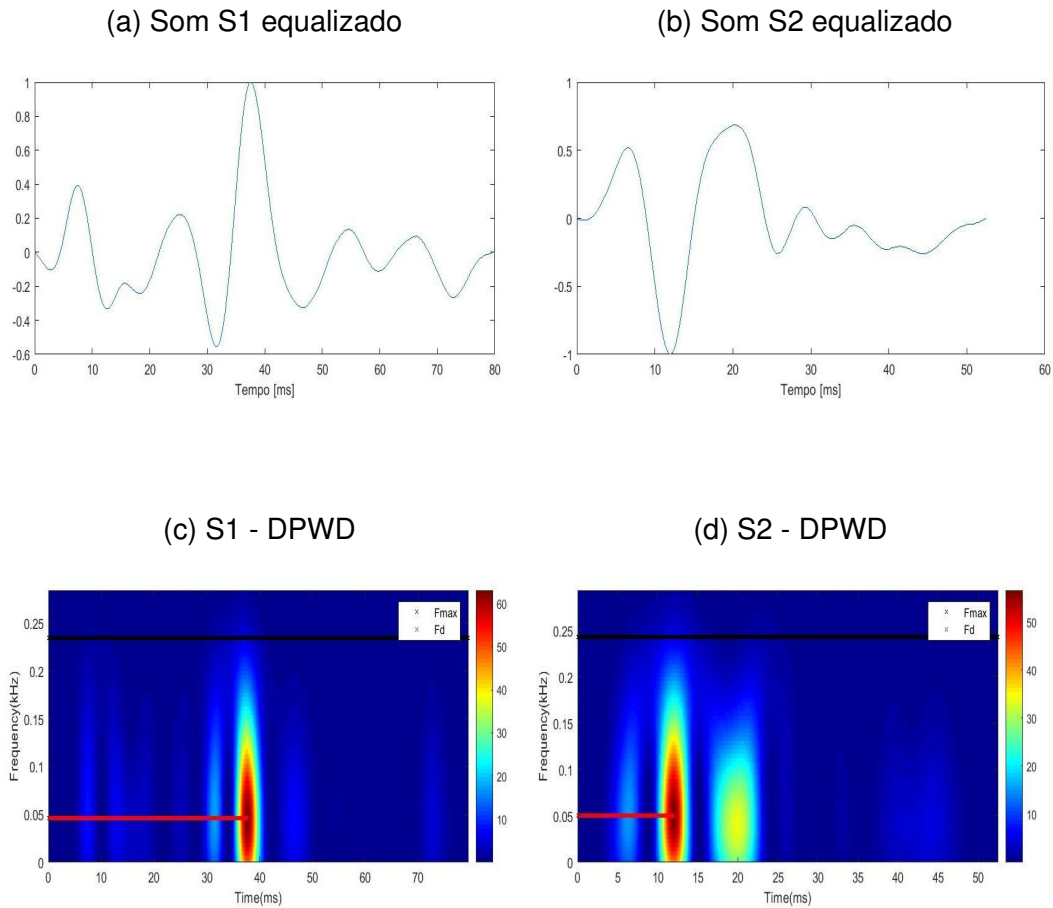 (a) Som S1 equalizado
1
0.8
0.6
0.4
0.2
0
-0.2
-0.4
-0.6
0 10 20 30 40 50 60 70 80
Tempo [ms]
(b) Som S2 equalizado
1
0.5
0
-0.5
-1
0 10 20 30 40 50 60
Tempo [ms]
(c) S1 - DPWD
Frequency(kHz)
0.25
0.2
0.15
0.1
0.05
0
0 10 20 30 40 50 60 70
Time(ms)
Fmax
Fd
60
50
40
30
20
10
(d) S2 - DPWD
Frequency(kHz)
0.25
0.2
0.15
0.1
0.05
0
0 5 10 15 20 25 30 35 40 45 50
Time(ms)
Fmax
Fd
50
40
30
20
10